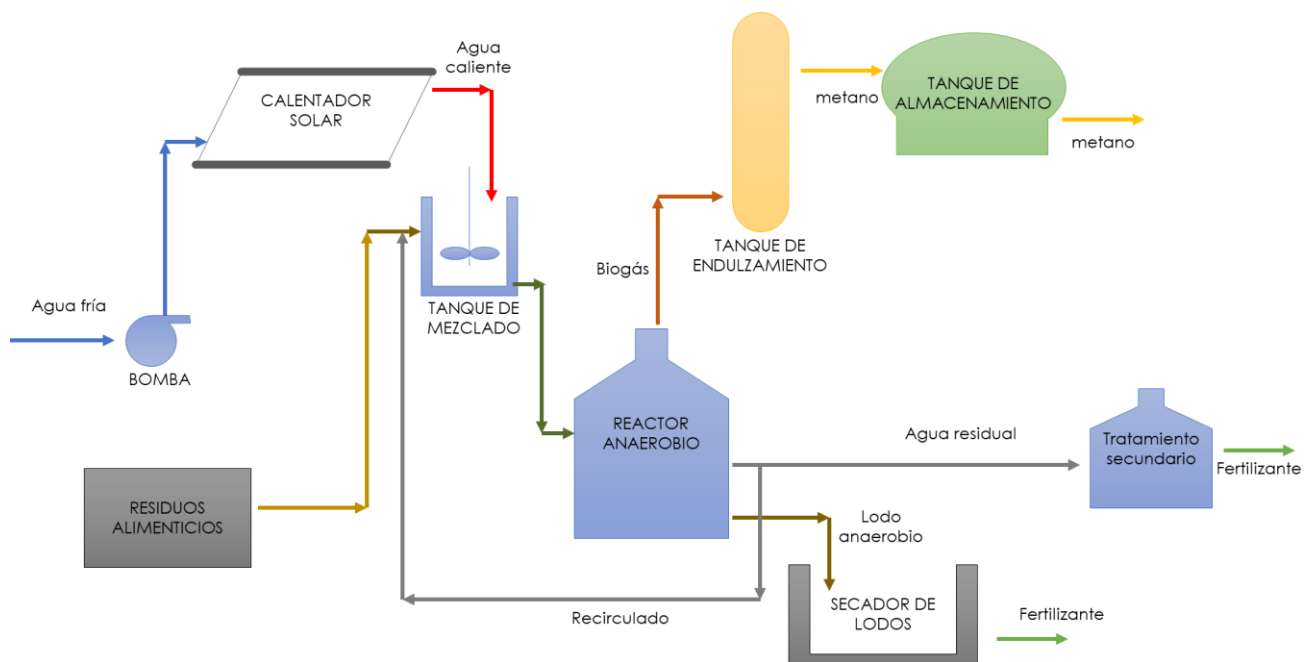 Agua
caliente
CALENTADOR
SOLAR
metano
TANQUE DE
ALMACENAMIENTO
metano
TANQUE DE
ENDULZAMIENTO
Biogás
Agua fría
TANQUE DE
MEZCLADO
BOMBA
REACTOR
ANAEROBIO
Agua residual
Tratamiento
secundario
Fertilizante
RESIDUOS
ALIMENTICIOS
Lodo
anaerobio
Recirculado
SECADOR DE
LODOS
Fertilizante